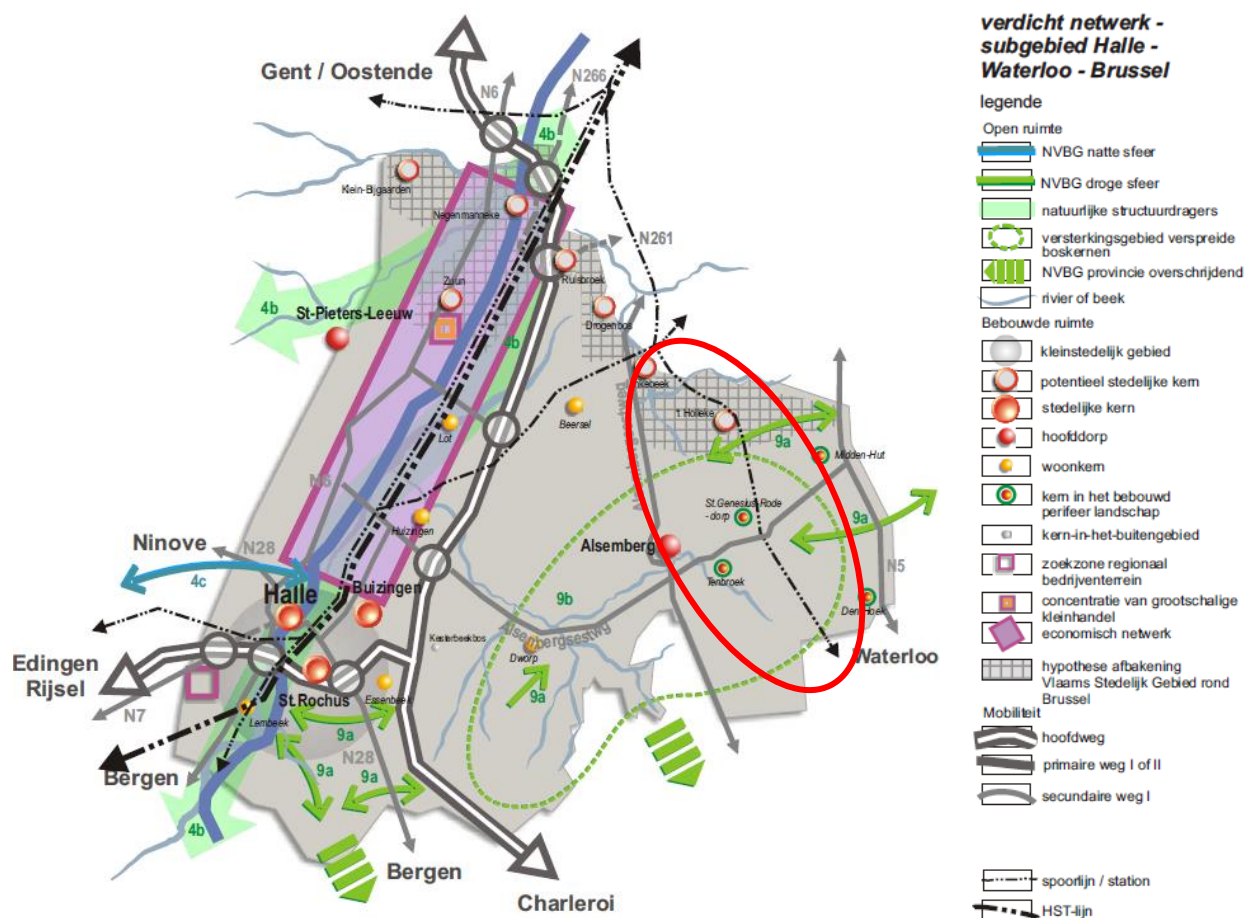 verdicht netwerk -
subgebied Halle -
Waterloo - Brussel
legende
Open ruimte
NVBG natte sfeer
NVBG droge sfeer
natuurlijke structuurdragers
versterkingsgebied verspreide
boskernen
NVBG provincie overschrijdend
rivier of beek
Bebouwde ruimte
kleinstedelijk gebied
potentieel stedelijke kern
stedelijke kern
hoofddorp
woonkern
kern in het bebouwd
perifeer landschap
kern-in-het-buitengebied
zoekzone regionaal
bedrijventerrein
concentratie van grootschalige
kleinhandel
economisch netwerk
hypothese afbakening
Vlaams Stedelijk Gebied rond
Brussel
Mobiliteit
hoofdweg
primaire weg I of II
secundaire weg I
spoorlijn / station
HST-lijn
Gent / Oostende
N6
N266
4b
Klein-Bijgaarden
Negenmanneke
N261
Ruisbroek
Zuun
4b
St-Pieters-Leeuw
Drogenbos
4b
't Holleke
Lot
Beersel
9a
Midden-Hut
N6
Huizingen
St.Genesius-Rode
- dorp
9a
Ninove
N28
Alsemberg
Tenbroek
N5
4c
Halle
Buizingen
9b
Alsenbergsestwg
Kesterbeekbos
Dworp
Waterloo
Edingen
Rijsel
St.Rochus
Essenbeek
9a
N7
Lembeek
9a
N28
9a
9a
Bergen
4b
Bergen
Charleroi